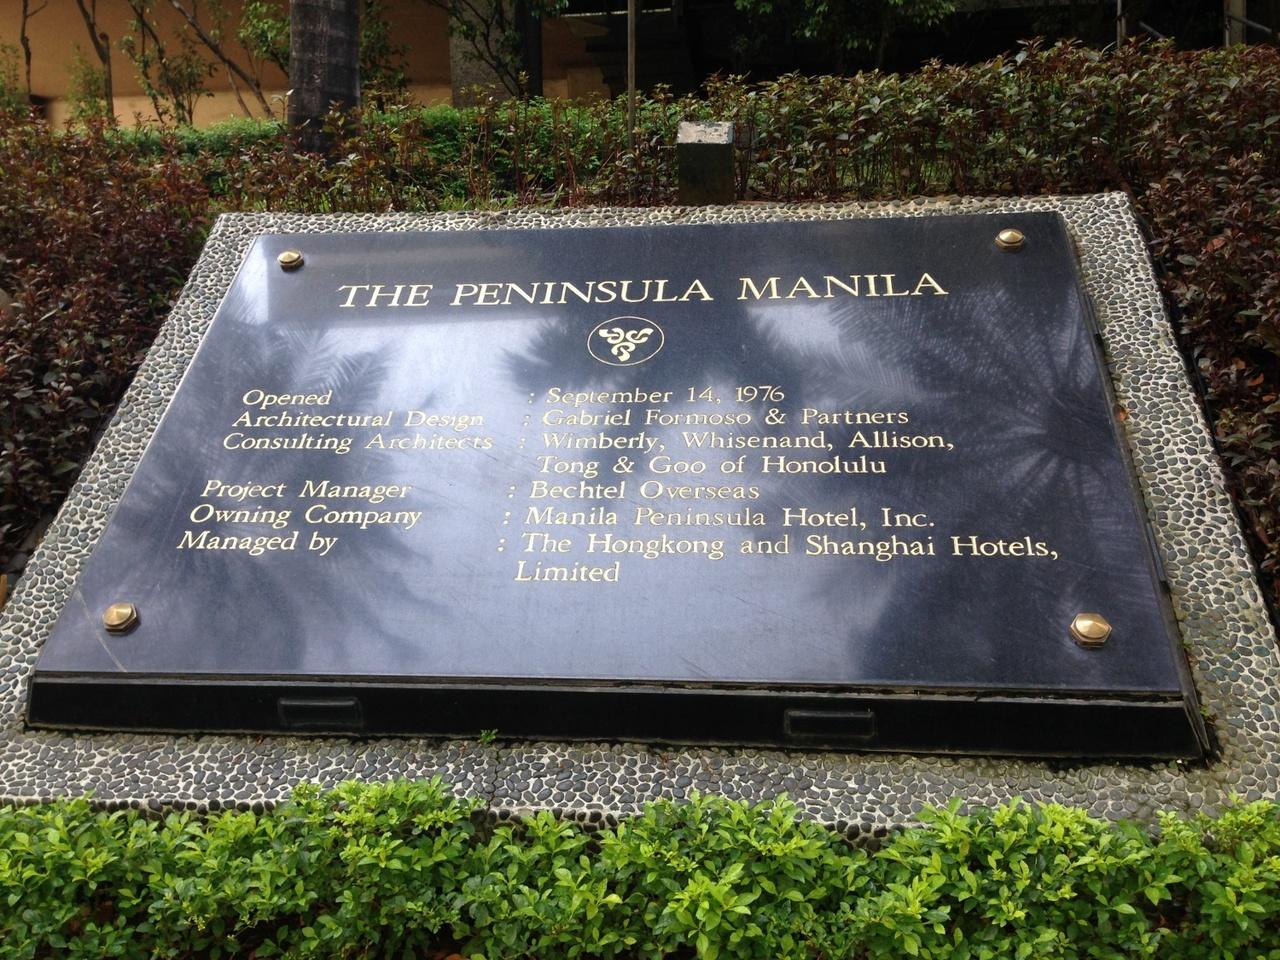 THE PENINSULA MANILA
Opened : September 14, 1976
Architectural Design : Gabriel Formoso & Partners
Consulting Architects : Wimberly, Whisenand, Allison,
Tong & Goo of Honolulu
Project Manager : Bechtel Overseas
Owning Company : Manila Peninsula Hotel, Inc.
Managed by : The Hongkong and Shanghai Hotels,
Limited